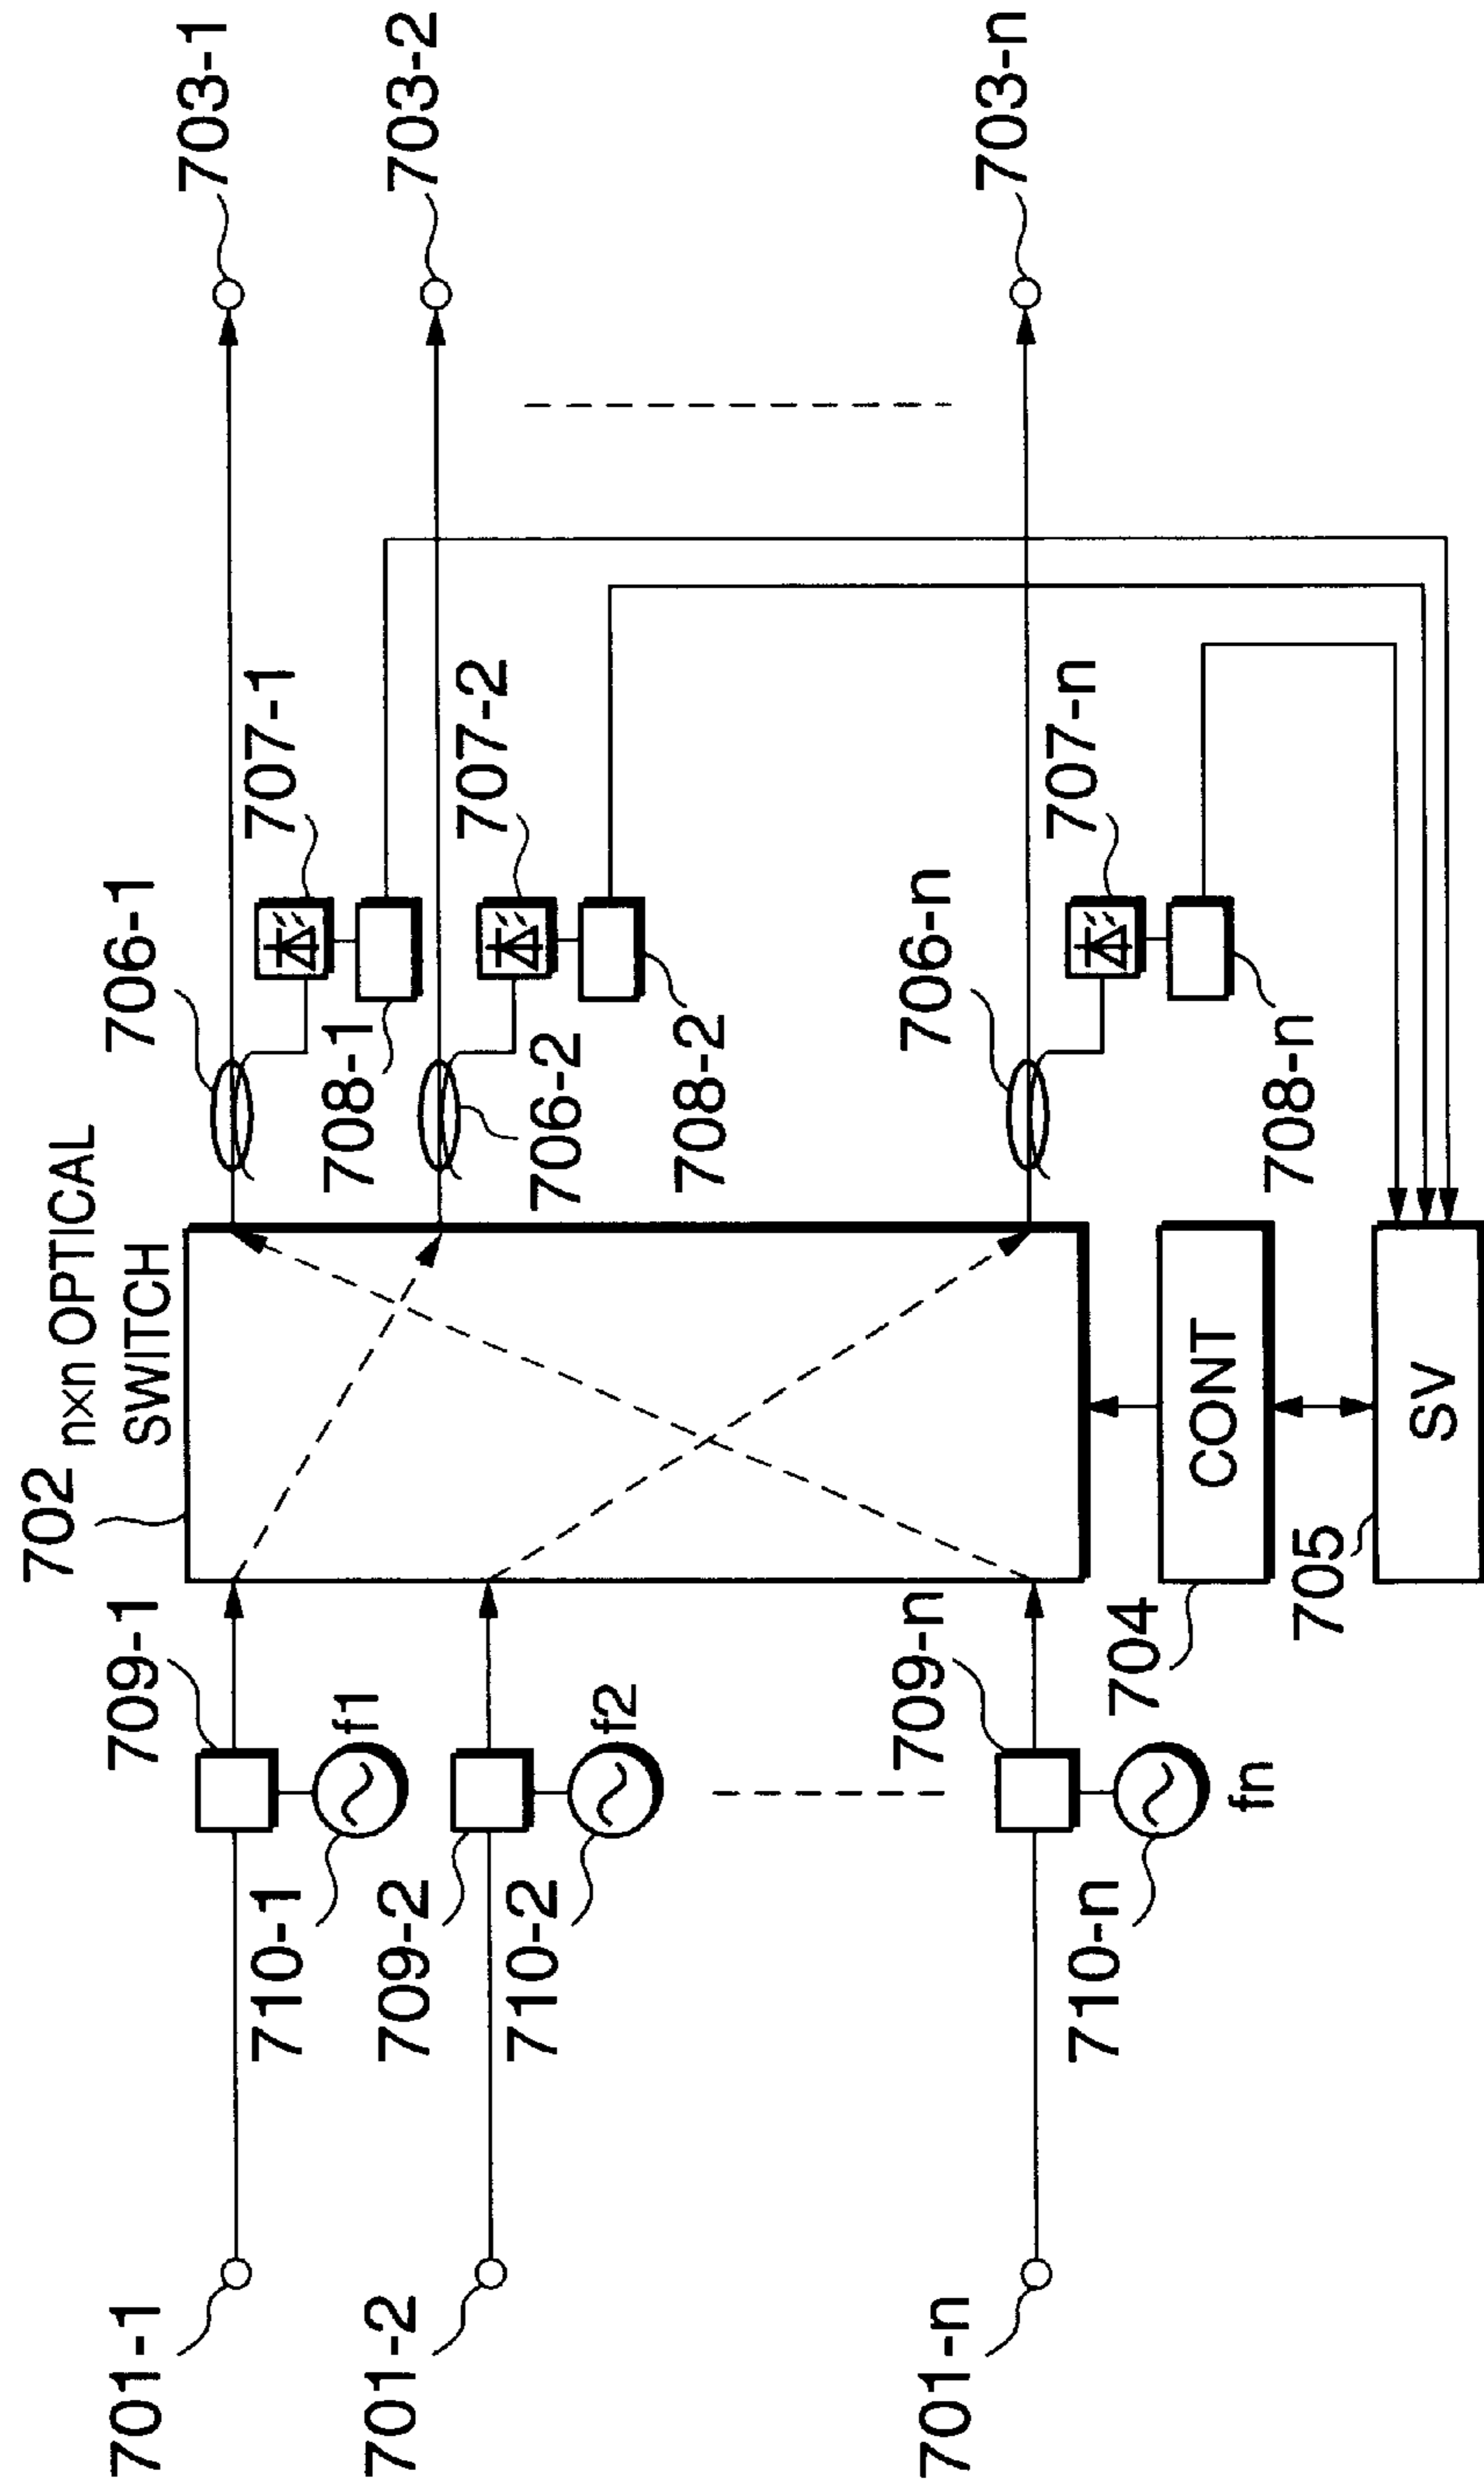 702
n×n OPTICAL
SWITCH
701-1
710-1
709-1
f1
706-1
707-1
703-1
708-1
701-2
709-2
710-2
f2
706-2
707-2
703-2
708-2
701-n
710-n
709-n
fn
706-n
707-n
703-n
708-n
704
CONT
705
SV